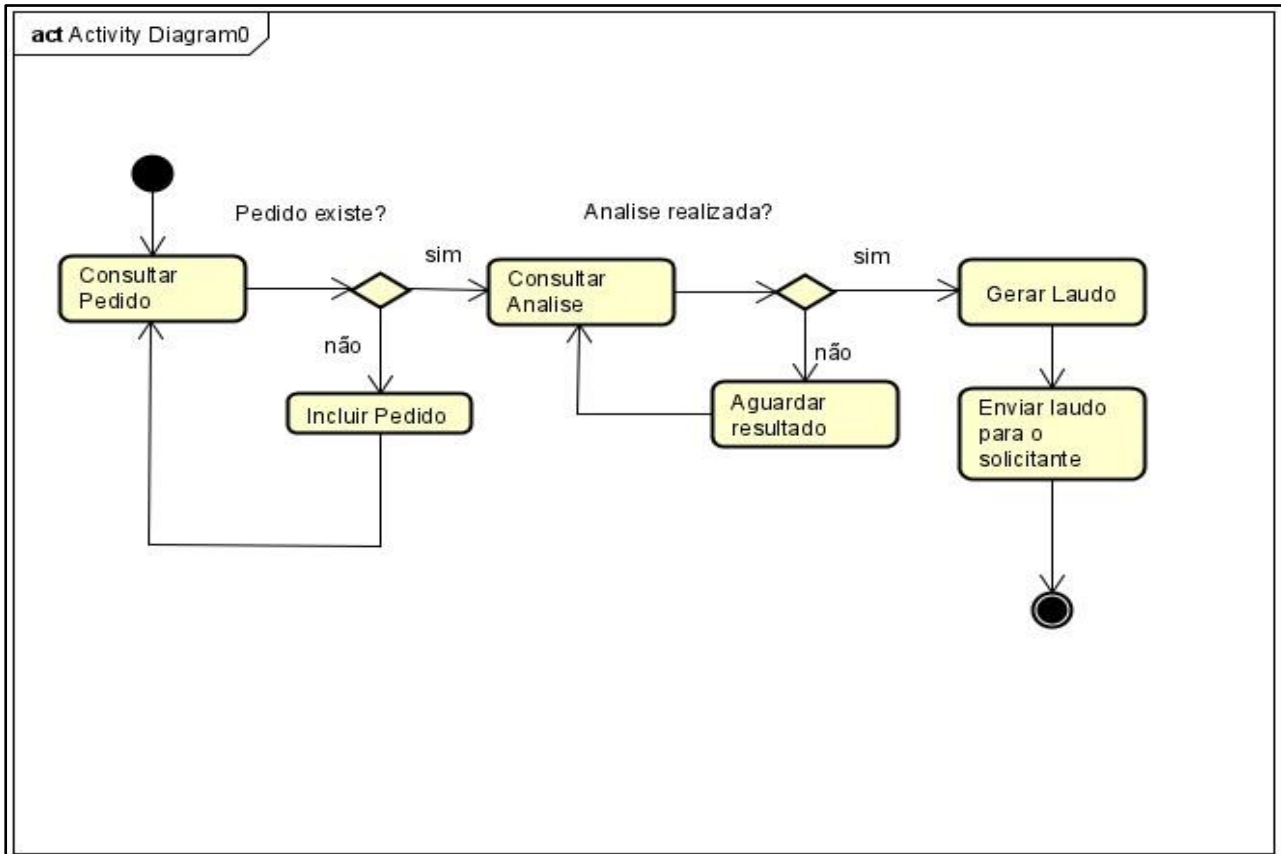 act Activity Diagram0
Pedido existe?
Analise realizada?
Consultar
Pedido
sim
Consultar
Analise
sim
Gerar Laudo
não
Incluir Pedido
não
Aguardar
resultado
Enviar laudo
para o
solicitante